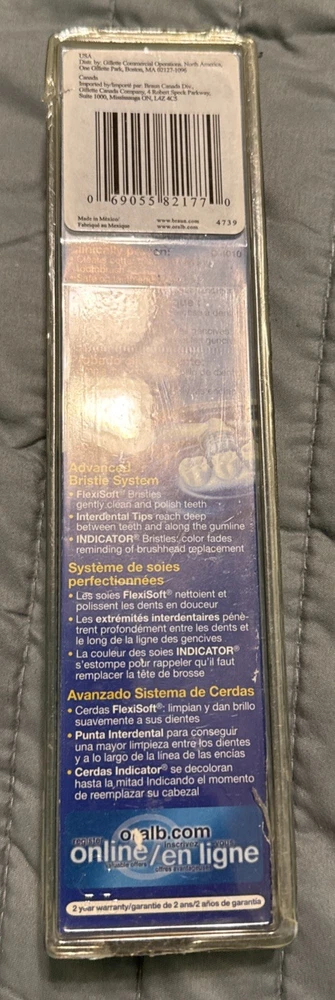 USA
Distr. by: Gillette Commercial Operations, North America,
One Gillette Park, Boston, MA 02127-1096
Canada
Imported by/Importé par: Braun Canada Div.,
Gillette Canada Company, 4 Robert Speck Parkway,
Suite 1000, Mississauga ON, L4Z 4C5
0 69055 82177 0
Made in México/ www.braun.com 4739
Fabriqué au Mexique www.oralb.com
Advanced
Bristle System
• FlexiSoft® Bristles
gently clean and polish teeth
• Interdental Tips reach deep
between teeth and along the gumline
• INDICATOR® Bristles: color fades
reminding of brushhead replacement
Système de soies
perfectionnées
• Les soies FlexiSoft® nettoient et
polissent les dents en douceur
• Les extrémités interdentaires péné-
trent profondément entre les dents et
le long de la ligne des gencives
• La couleur des soies INDICATOR®
s'estompe pour rappeler qu'il faut
remplacer la tête de brosse
Avanzado Sistema de Cerdas
• Cerdas FlexiSoft®: limpian y dan brillo
suavemente a sus dientes
• Punta Interdental para conseguir
una mayor limpieza entre los dientes
y a lo largo de la línea de las encías
• Cerdas Indicator® se decoloran
hasta la mitad Indicando el momento
de reemplazar su cabezal
oralb.com
register Inscrivez vous
online/en ligne
2 year warranty/garantie de 2 ans/2 años de garantía